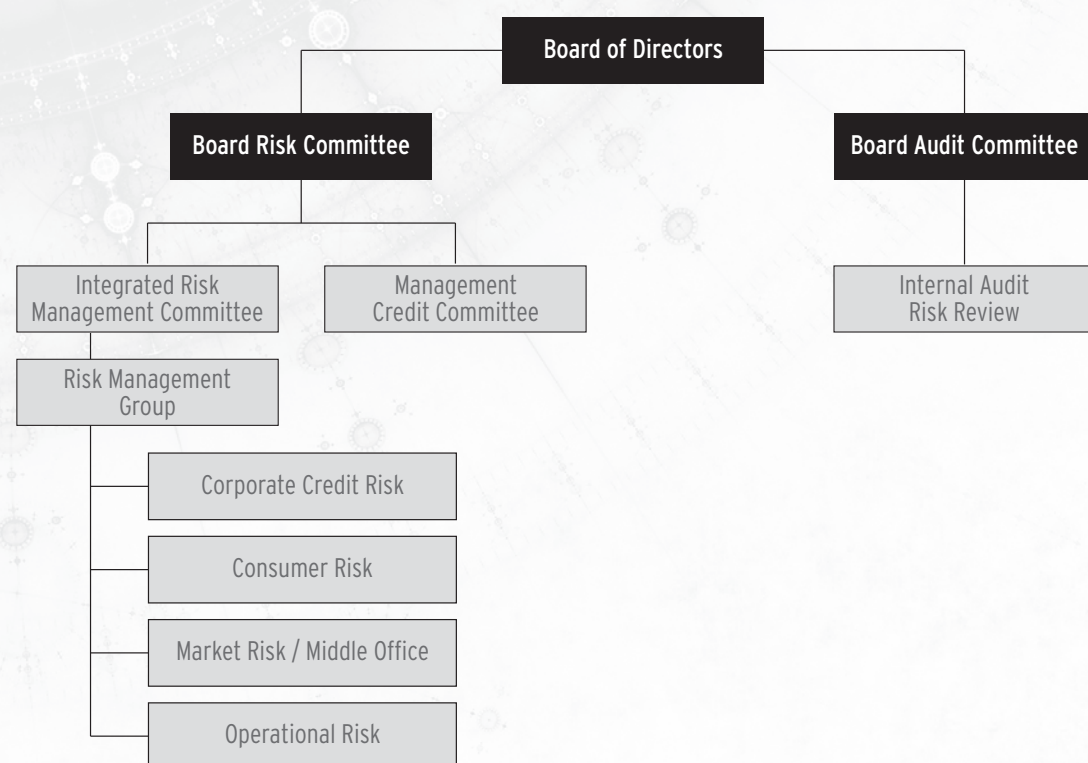 Board of Directors
Board Risk Committee
Board Audit Committee
Integrated Risk
Management Committee
Management
Credit Committee
Internal Audit
Risk Review
Risk Management
Group
Corporate Credit Risk
Consumer Risk
Market Risk / Middle Office
Operational Risk